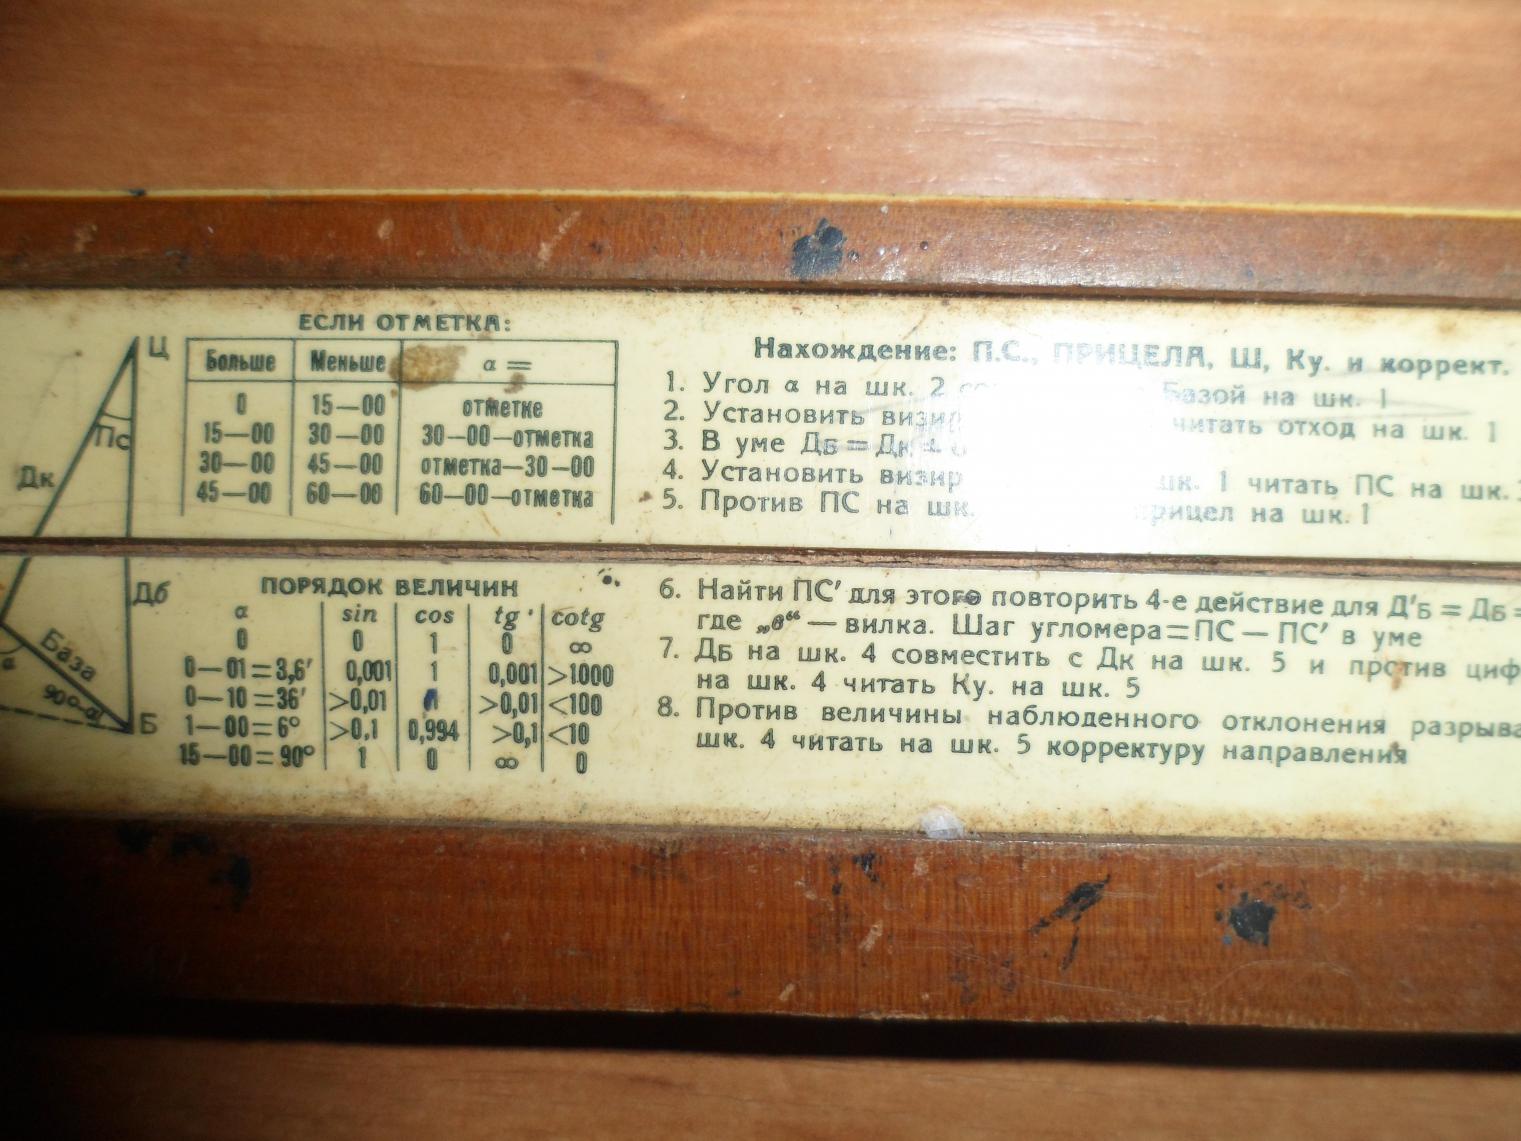 ЕСЛИ ОТМЕТКА:
Больше Меньше α =
0 15—00 отметке
15—00 30—00 30—00—отметка
30—00 45—00 отметка—30—00
45—00 60—00 60—00—отметка
Ц
Пс
Дк
Дб
База
α
90°-α
Б
ПОРЯДОК ВЕЛИЧИН
α sin cos tg cotg
0 0 1 0 ∞
0—01=3,6′ 0,001 1 0,001 >1000
0—10=36′ >0,01 >0,01 <100
1—00=6° >0,1 0,994 >0,1 <10
15—00=90° 1 0 ∞ 0
Нахождение: П.С., ПРИЦЕЛА, Ш, Ку. и коррект.
1. Угол α на шк. 2 Базой на шк. 1
2. Установить читать отход на шк. 1
3. В уме Дб = Дк
4. Установить шк. 1 читать ПС на шк.
5. Против ПС на шк. прицел на шк. 1
6. Найти ПС′ для этого повторить 4-е действие для Д′б = Дб =
где „в“ — вилка. Шаг угломера=ПС — ПС′ в уме
7. Дб на шк. 4 совместить с Дк на шк. 5 и против
на шк. 4 читать Ку. на шк. 5
8. Против величины наблюденного отклонения
шк. 4 читать на шк. 5 корректуру направления